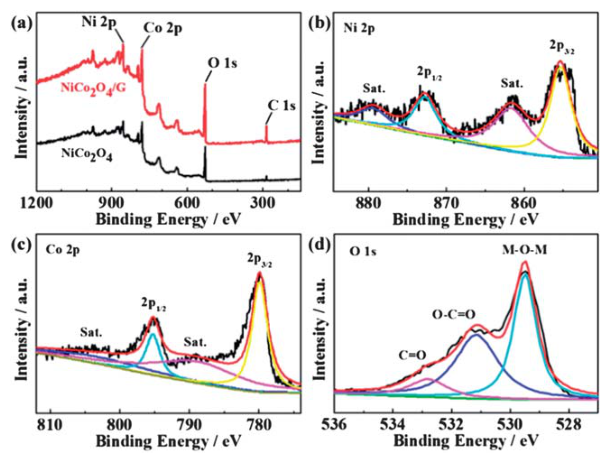 (a)
Ni 2p
Co 2p
O 1s
C 1s
NiCo₂O₄/G
NiCo₂O₄
Intensity / a.u.
1200 900 600 300
Binding Energy / eV
(b)
Ni 2p
Sat.
2p₁/₂
Sat.
2p₃/₂
Intensity / a.u.
880 870 860
Binding Energy / eV
(c)
Co 2p
Sat.
2p₁/₂
Sat.
2p₃/₂
Intensity / a.u.
810 800 790 780
Binding Energy / eV
(d)
O 1s
C=O
O-C=O
M-O-M
Intensity / a.u.
536 534 532 530 528
Binding Energy / eV